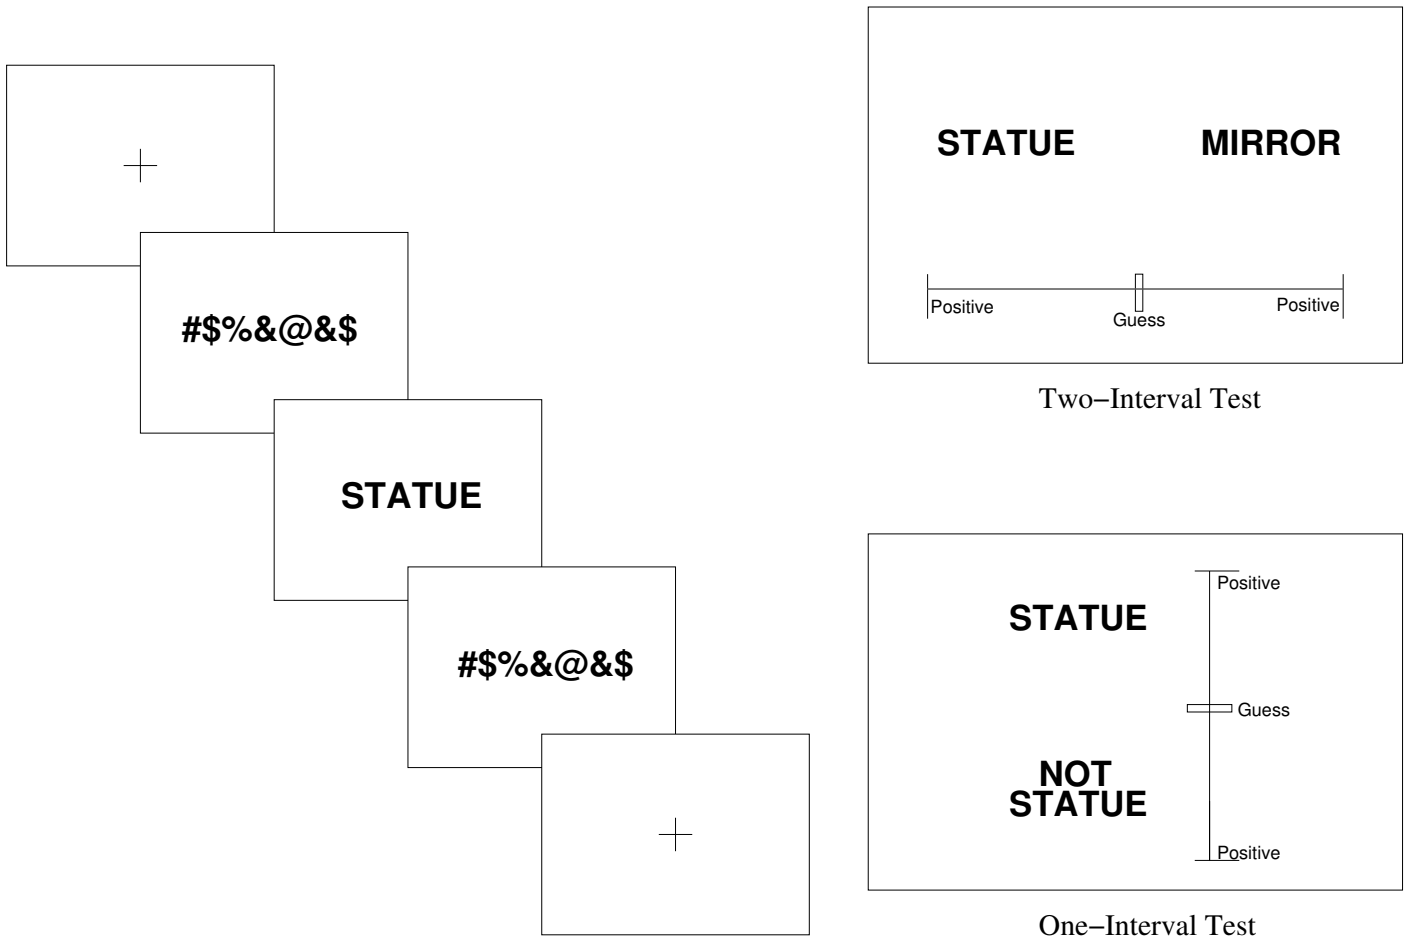 #$%&@&$
STATUE
#$%&@&$
STATUE MIRROR
Positive Guess Positive
Two−Interval Test
Positive
STATUE
Guess
NOT
STATUE
Positive
One−Interval Test